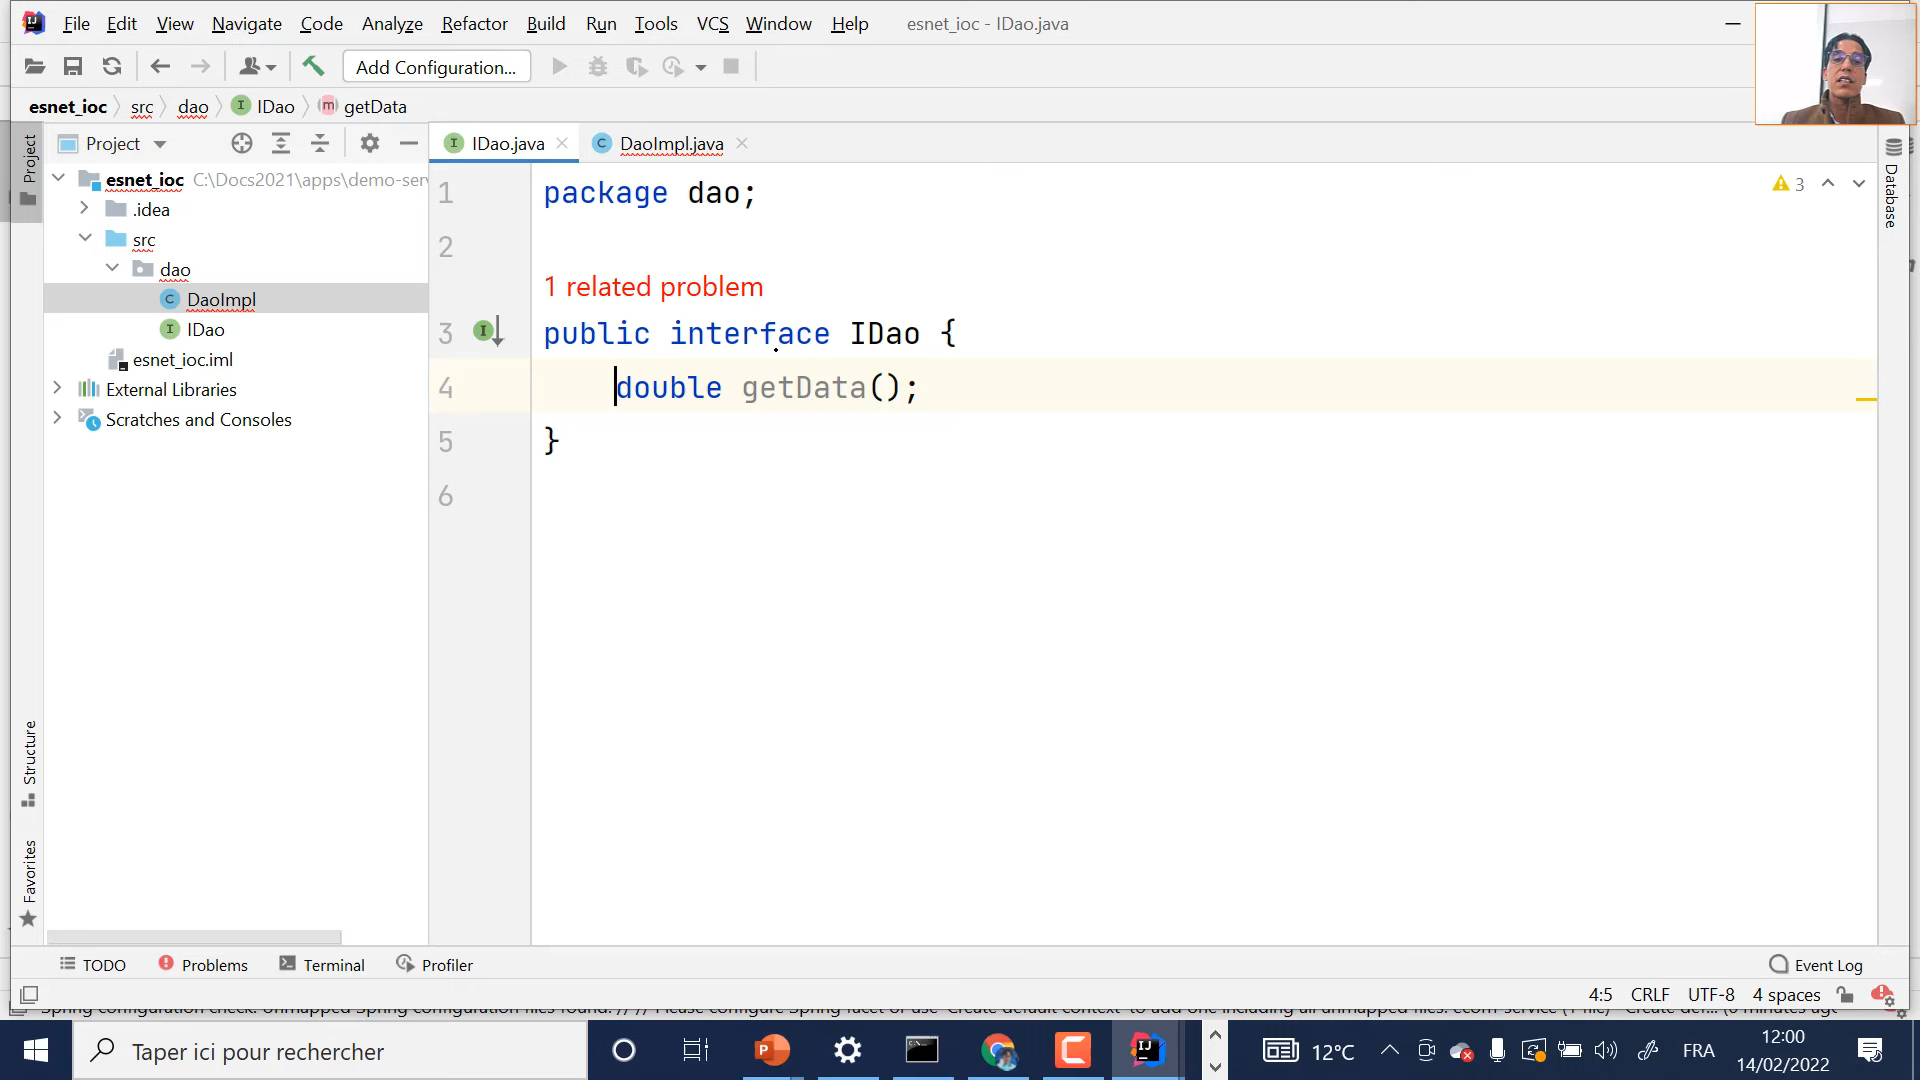 File Edit View Navigate Code Analyze Refactor Build Run Tools VCS Window Help esnet_ioc - IDao.java
Add Configuration...
esnet_ioc src dao IDao getData
Project
Project
IDao.java
DaoImpl.java
esnet_ioc C:\Docs2021\apps\demo-ser
.idea
src
dao
DaoImpl
IDao
esnet_ioc.iml
External Libraries
Scratches and Consoles
1 package dao;
2
1 related problem
3 public interface IDao {
4 double getData();
5 }
6
3
Database
Structure
Favorites
TODO Problems Terminal Profiler Event Log
4:5 CRLF UTF-8 4 spaces
Taper ici pour rechercher
12°C
FRA
12:00
14/02/2022